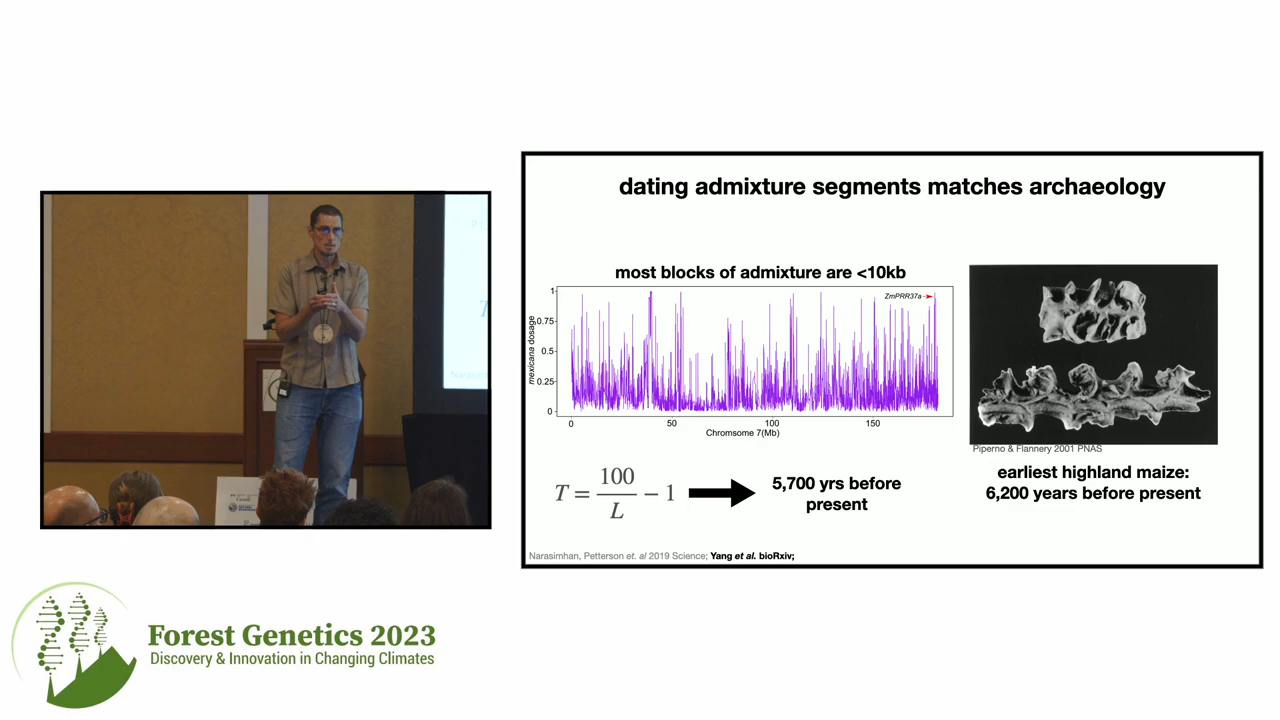 dating admixture segments matches archaeology
most blocks of admixture are <10kb
ZmPRR37a
1
0.75
0.5
0.25
0
mexicana dosage
0
50
100
150
Chromsome 7(Mb)
Piperno & Flannery 2001 PNAS
earliest highland maize:
6,200 years before present
T = 100/L − 1
5,700 yrs before
present
Narasimhan, Petterson et. al 2019 Science; Yang et al. bioRxiv;
Forest Genetics 2023
Discovery & Innovation in Changing Climates